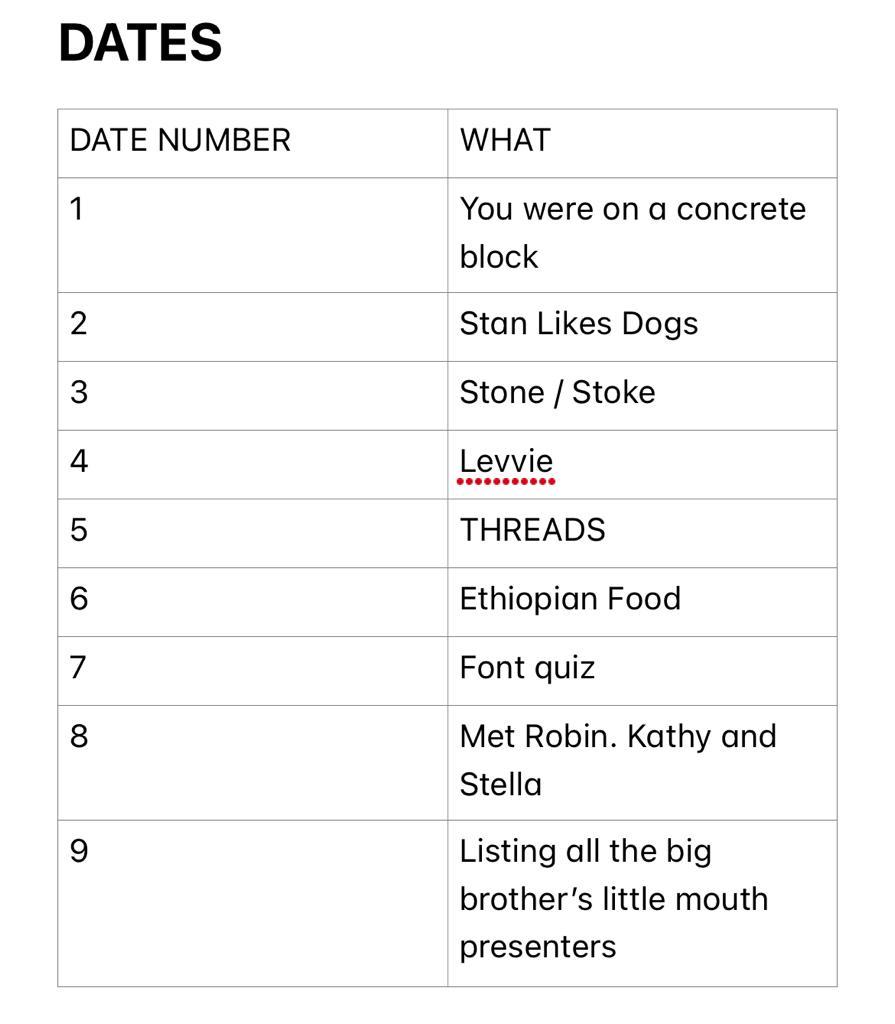 DATES
DATE NUMBER WHAT
1 You were on a concrete
block
2 Stan Likes Dogs
3 Stone / Stoke
4 Levvie
5 THREADS
6 Ethiopian Food
7 Font quiz
8 Met Robin. Kathy and
Stella
9 Listing all the big
brother’s little mouth
presenters